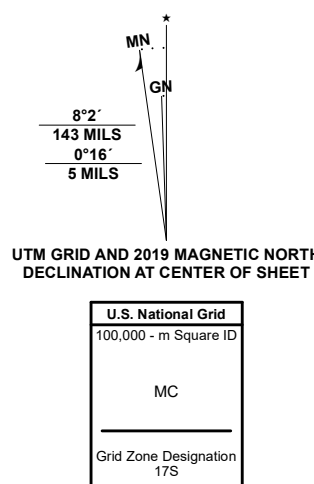 ★
MN
GN
8°2´
143 MILS
0°16´
5 MILS
UTM GRID AND 2019 MAGNETIC NORTH
DECLINATION AT CENTER OF SHEET
U.S. National Grid
100,000 - m Square ID
MC
Grid Zone Designation
17S